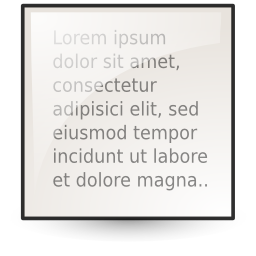 Lorem ipsum
dolor sit amet,
consectetur
adipisici elit, sed
eiusmod tempor
incidunt ut labore
et dolore magna..